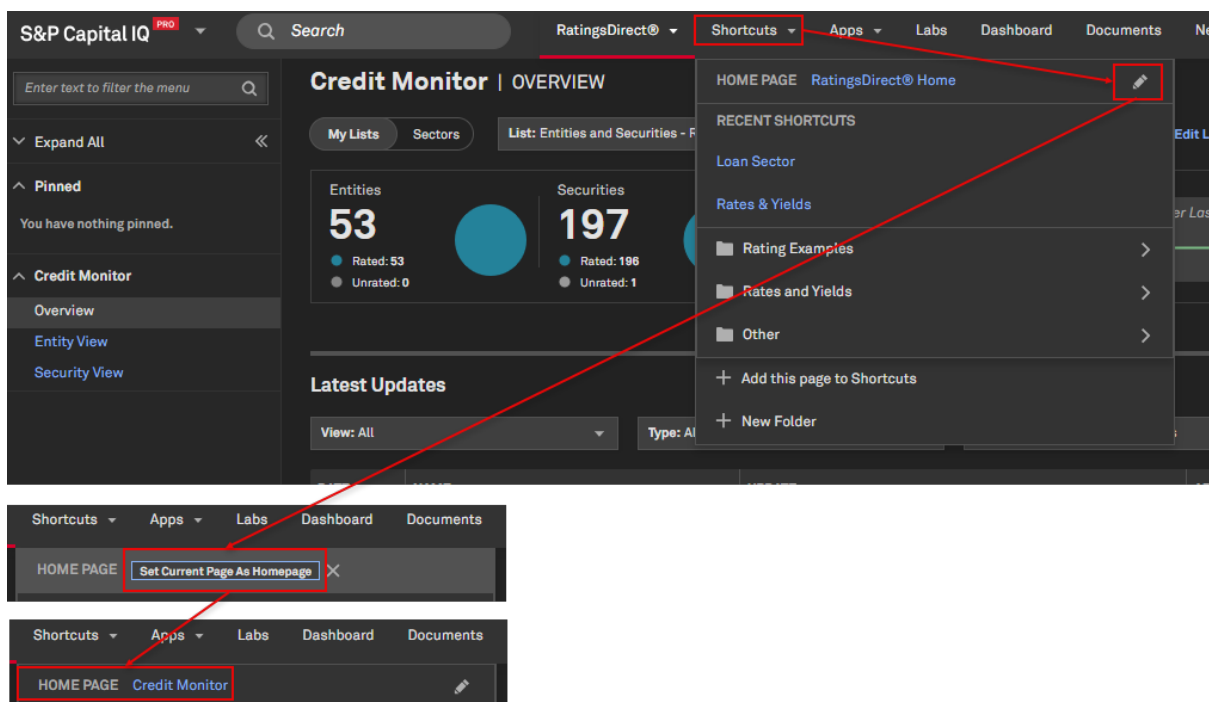 S&P Capital IQ PRO
Search
RatingsDirect® Shortcuts Apps Labs Dashboard Documents
Enter text to filter the menu
Expand All
Pinned
You have nothing pinned.
Credit Monitor
Overview
Entity View
Security View
Credit Monitor | OVERVIEW
My Lists Sectors List: Entities and Securities -
Edit
Entities
53
Rated: 53
Unrated: 0
Securities
197
Rated: 196
Unrated: 1
Latest Updates
View: All
Type:
HOME PAGE RatingsDirect® Home
RECENT SHORTCUTS
Loan Sector
Rates & Yields
Rating Examples
Rates and Yields
Other
Add this page to Shortcuts
New Folder
Shortcuts Apps Labs Dashboard Documents
HOME PAGE Set Current Page As Homepage
Shortcuts Apps Labs Dashboard Documents
HOME PAGE Credit Monitor